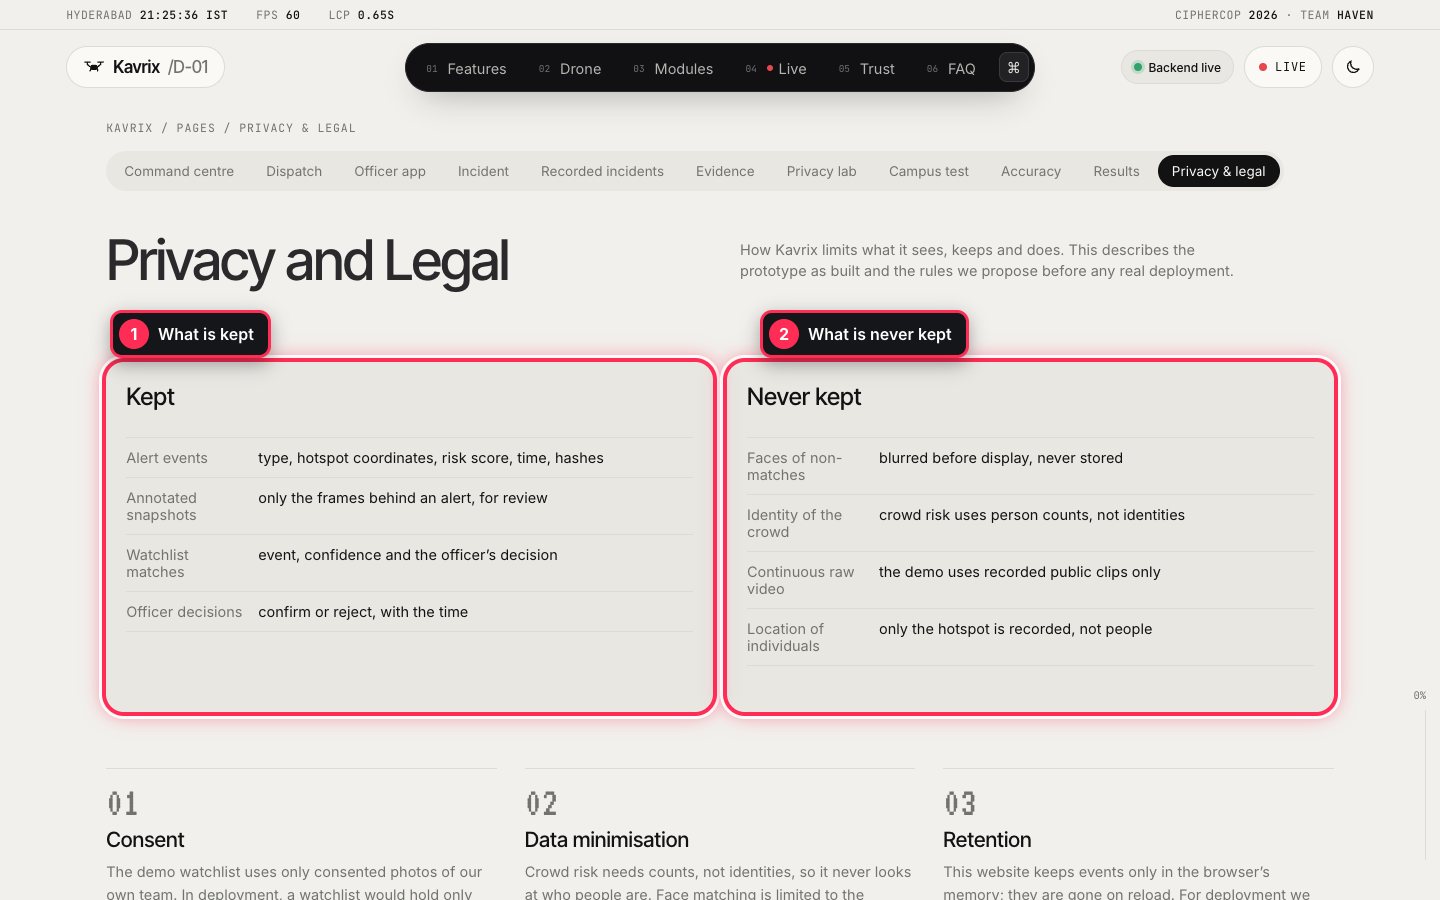 HYDERABAD 21:25:36 IST FPS 60 LCP 0.65S CIPHERCOP 2026 · TEAM HAVEN
Kavrix /D-01 01 Features 02 Drone 03 Modules 04 Live 05 Trust 06 FAQ ⌘ Backend live LIVE
KAVRIX / PAGES / PRIVACY & LEGAL
Command centre Dispatch Officer app Incident Recorded incidents Evidence Privacy lab Campus test Accuracy Results Privacy & legal
Privacy and Legal
How Kavrix limits what it sees, keeps and does. This describes the
prototype as built and the rules we propose before any real deployment.
1 What is kept
Kept
Alert events type, hotspot coordinates, risk score, time, hashes
Annotated
snapshots
only the frames behind an alert, for review
Watchlist
matches
event, confidence and the officer’s decision
Officer decisions confirm or reject, with the time
2 What is never kept
Never kept
Faces of non-
matches
blurred before display, never stored
Identity of the
crowd
crowd risk uses person counts, not identities
Continuous raw
video
the demo uses recorded public clips only
Location of
individuals
only the hotspot is recorded, not people
0%
01
Consent
The demo watchlist uses only consented photos of our
own team. In deployment, a watchlist would hold only
02
Data minimisation
Crowd risk needs counts, not identities, so it never looks
at who people are. Face matching is limited to the
03
Retention
This website keeps events only in the browser’s
memory; they are gone on reload. For deployment we